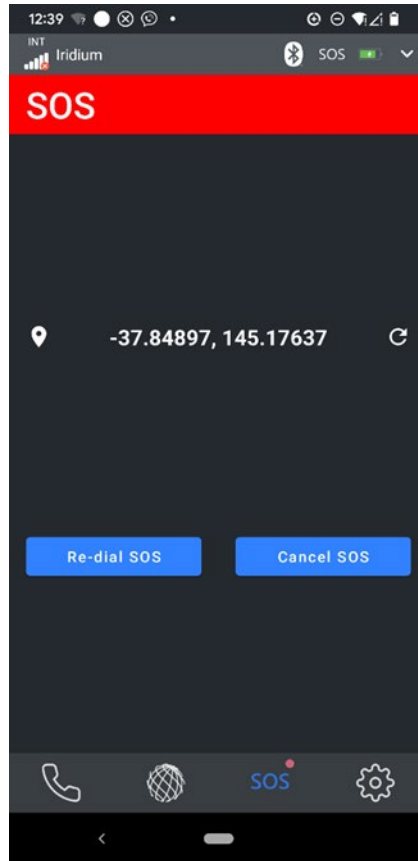 12:39
INT
Iridium
SOS
SOS
-37.84897, 145.17637
Re-dial SOS
Cancel SOS
SOS